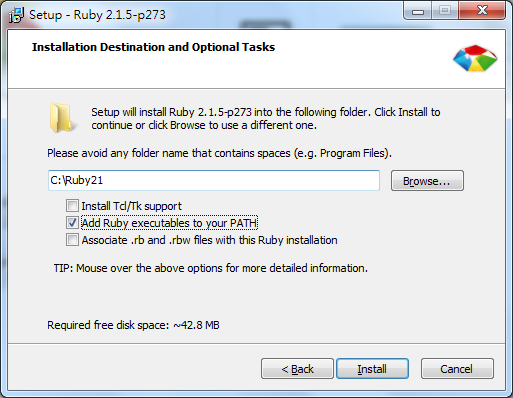 Setup - Ruby 2.1.5-p273
Installation Destination and Optional Tasks
Setup will install Ruby 2.1.5-p273 into the following folder. Click Install to
continue or click Browse to use a different one.
Please avoid any folder name that contains spaces (e.g. Program Files).
C:\Ruby21
Browse...
Install Tcl/Tk support
Add Ruby executables to your PATH
Associate .rb and .rbw files with this Ruby installation
TIP: Mouse over the above options for more detailed information.
Required free disk space: ~42.8 MB
< Back
Install
Cancel